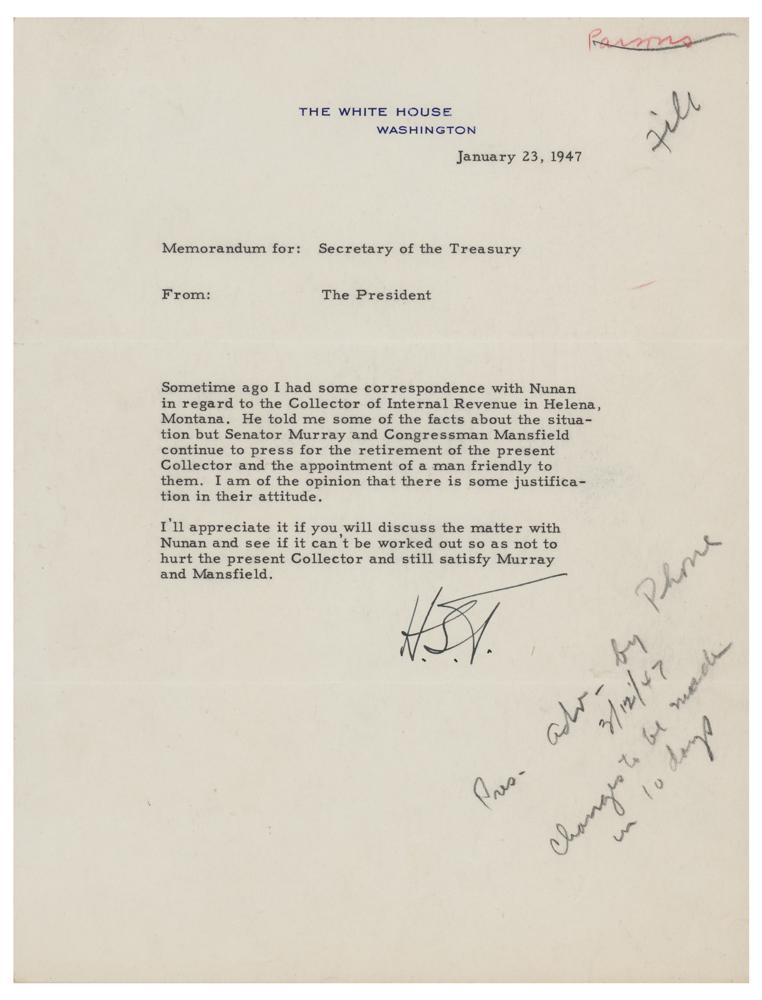 Parsons
File
THE WHITE HOUSE
WASHINGTON
January 23, 1947
Memorandum for: Secretary of the Treasury
From: The President
Sometime ago I had some correspondence with Nunan
in regard to the Collector of Internal Revenue in Helena,
Montana. He told me some of the facts about the situa-
tion but Senator Murray and Congressman Mansfield
continue to press for the retirement of the present
Collector and the appointment of a man friendly to
them. I am of the opinion that there is some justifica-
tion in their attitude.
I'll appreciate it if you will discuss the matter with
Nunan and see if it can't be worked out so as not to
hurt the present Collector and still satisfy Murray
and Mansfield.
H.S.T.
Pres. adv. by Phone
3/12/47
Changes to be made
in 10 days